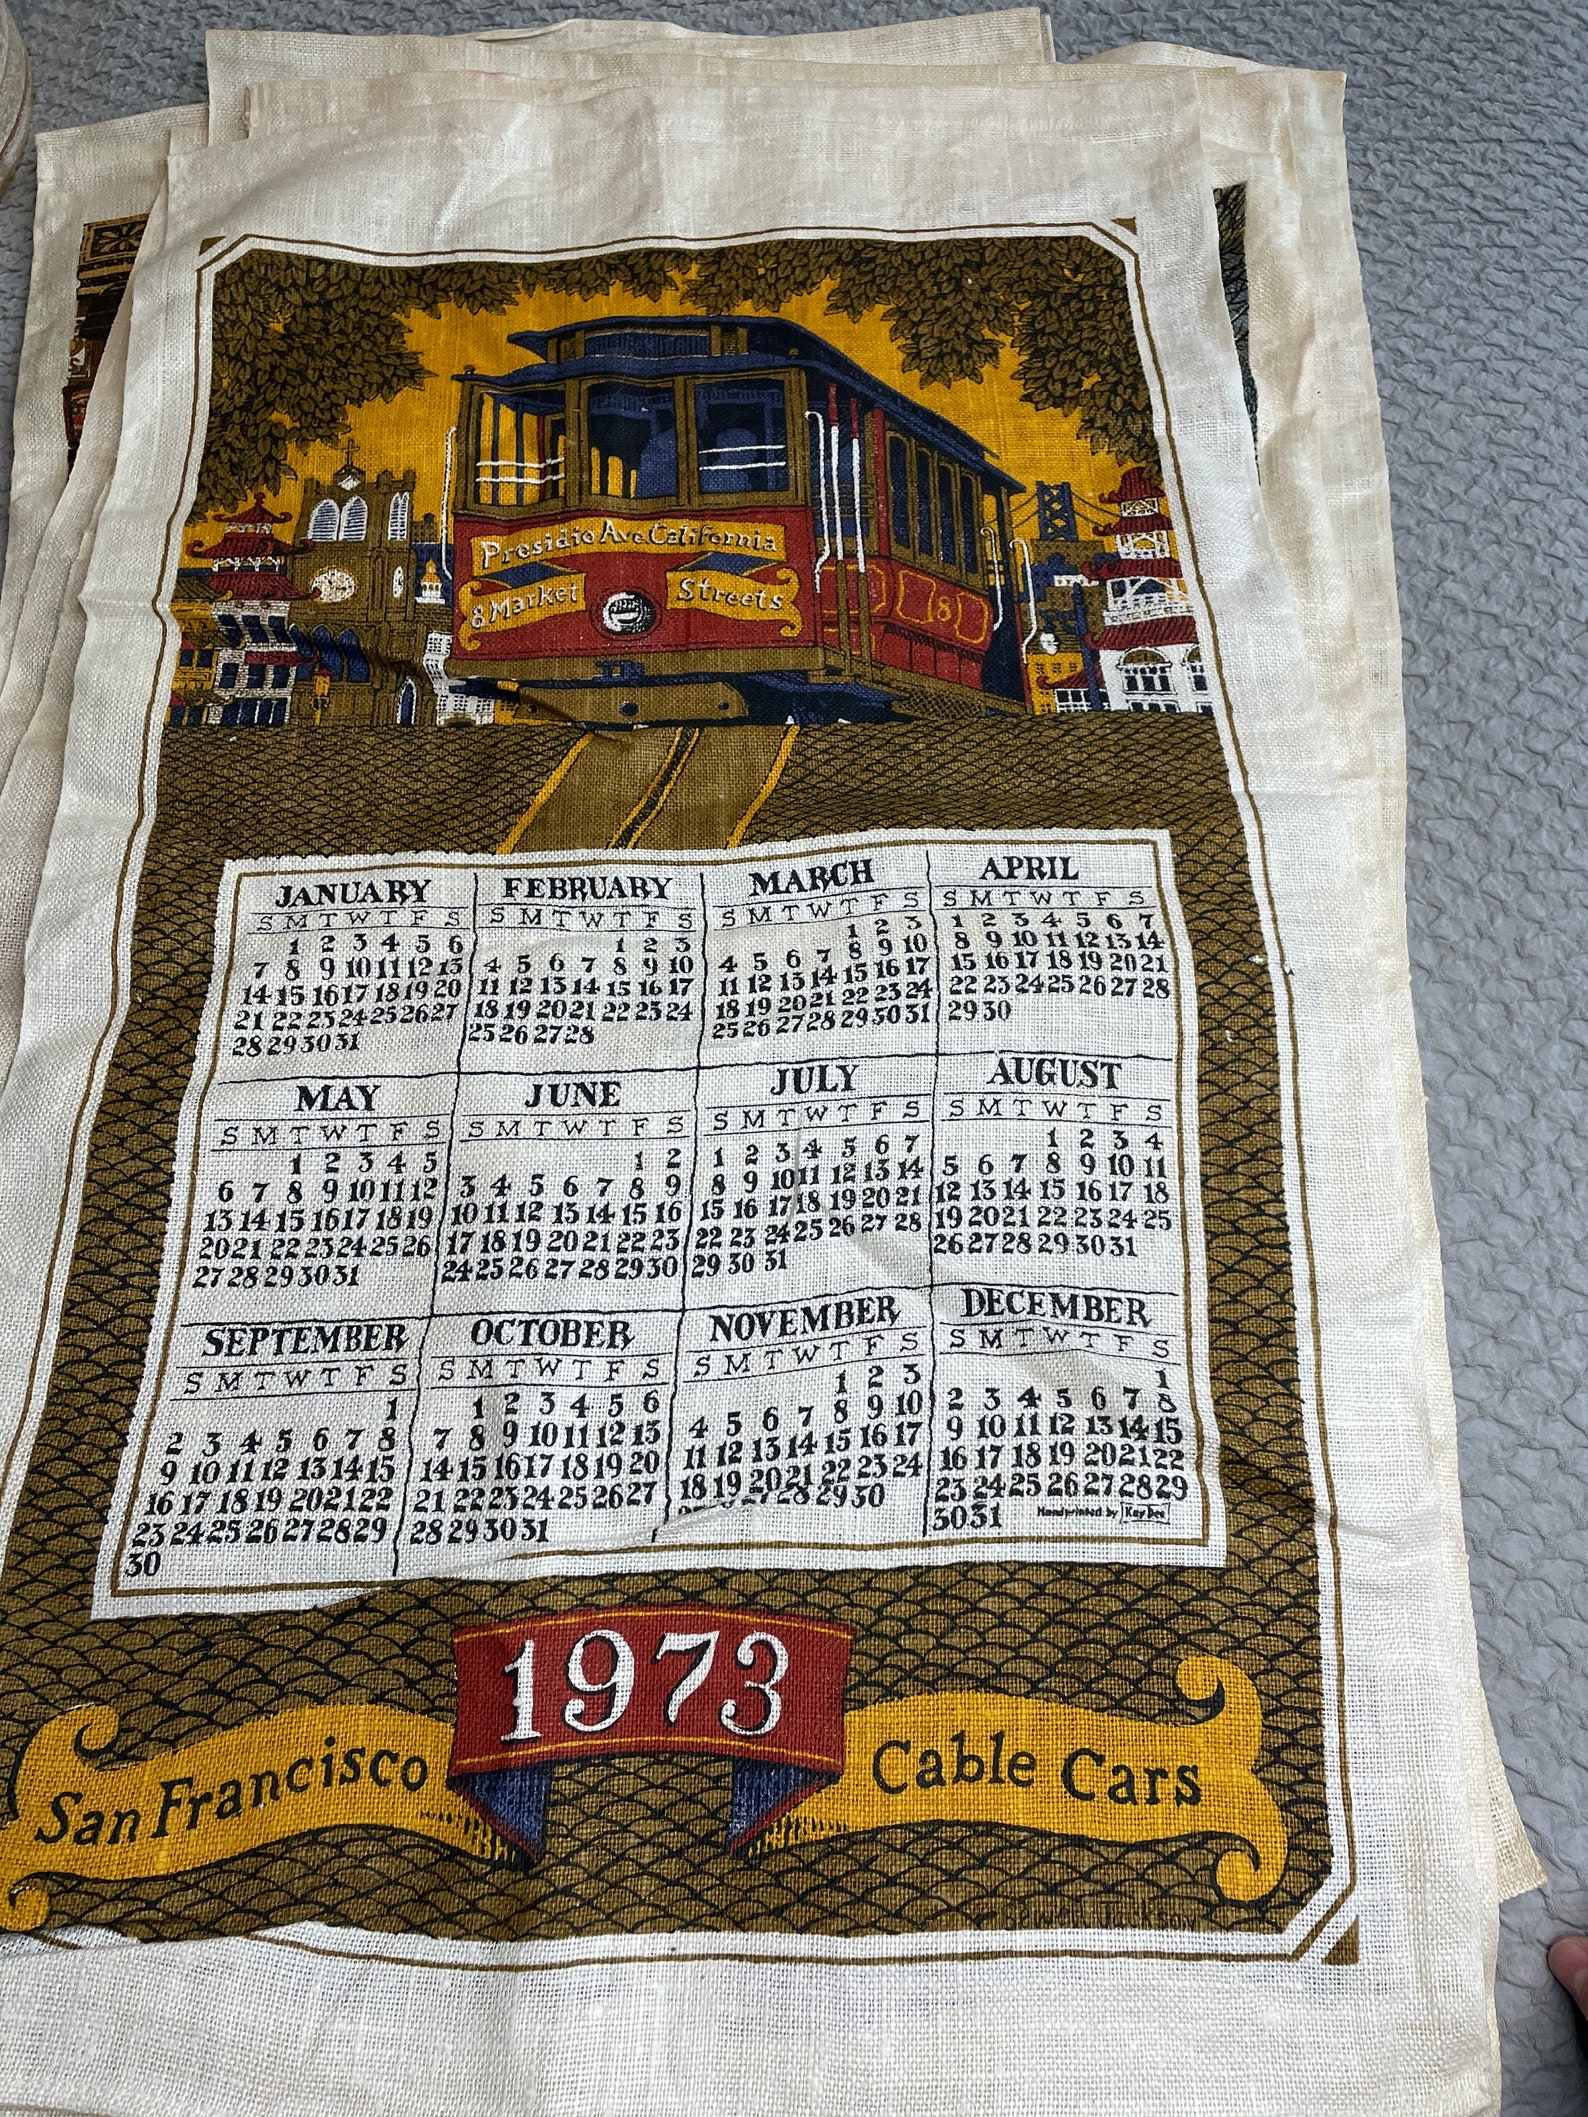 Presidio Ave. California
& Market Streets
8
JANUARY
S M T W T F S
1 2 3 4 5 6
7 8 9 10 11 12 13
14 15 16 17 18 19 20
21 22 23 24 25 26 27
28 29 30 31
FEBRUARY
S M T W T F S
1 2 3
4 5 6 7 8 9 10
11 12 13 14 15 16 17
18 19 20 21 22 23 24
25 26 27 28
MARCH
S M T W T F S
1 2 3
4 5 6 7 8 9 10
11 12 13 14 15 16 17
18 19 20 21 22 23 24
25 26 27 28 29 30 31
APRIL
S M T W T F S
1 2 3 4 5 6 7
8 9 10 11 12 13 14
15 16 17 18 19 20 21
22 23 24 25 26 27 28
29 30
MAY
S M T W T F S
1 2 3 4 5
6 7 8 9 10 11 12
13 14 15 16 17 18 19
20 21 22 23 24 25 26
27 28 29 30 31
JUNE
S M T W T F S
1 2
3 4 5 6 7 8 9
10 11 12 13 14 15 16
17 18 19 20 21 22 23
24 25 26 27 28 29 30
JULY
S M T W T F S
1 2 3 4 5 6 7
8 9 10 11 12 13 14
15 16 17 18 19 20 21
22 23 24 25 26 27 28
29 30 31
AUGUST
S M T W T F S
1 2 3 4
5 6 7 8 9 10 11
12 13 14 15 16 17 18
19 20 21 22 23 24 25
26 27 28 29 30 31
SEPTEMBER
S M T W T F S
1
2 3 4 5 6 7 8
9 10 11 12 13 14 15
16 17 18 19 20 21 22
23 24 25 26 27 28 29
30
OCTOBER
S M T W T F S
1 2 3 4 5 6
7 8 9 10 11 12 13
14 15 16 17 18 19 20
21 22 23 24 25 26 27
28 29 30 31
NOVEMBER
S M T W T F S
1 2 3
4 5 6 7 8 9 10
11 12 13 14 15 16 17
18 19 20 21 22 23 24
27 28 29 30
DECEMBER
S M T W T F S
1
2 3 4 5 6 7 8
9 10 11 12 13 14 15
16 17 18 19 20 21 22
23 24 25 26 27 28 29
30 31
Handprinted by Kay Dee
1973
San Francisco Cable Cars